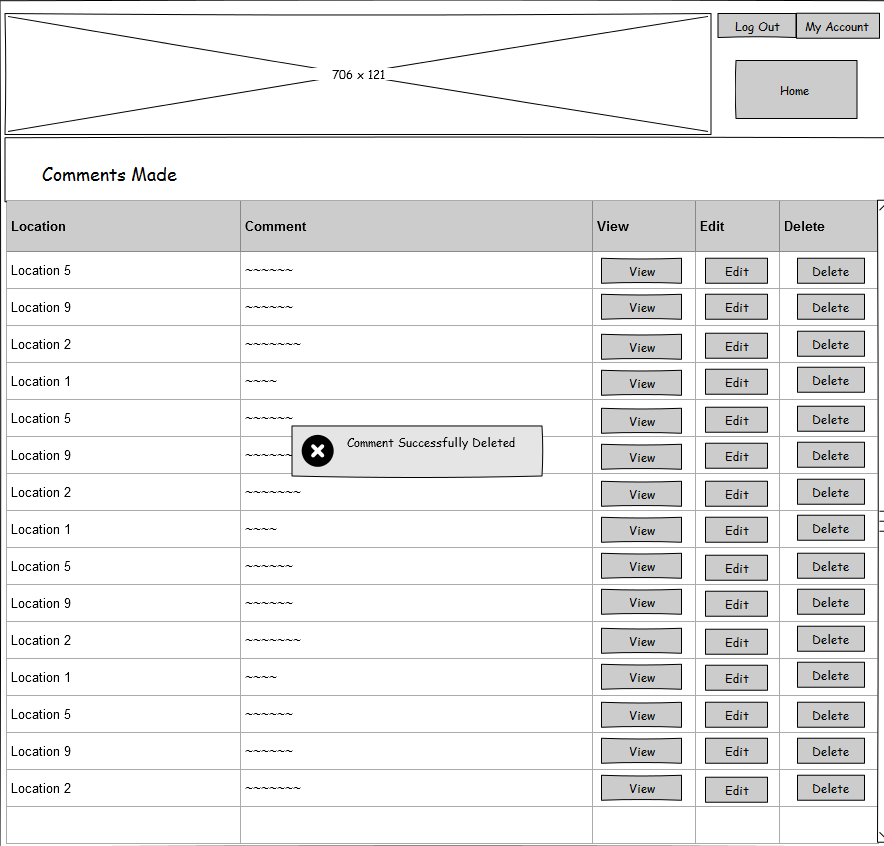 Log Out My Account
706 x 121
Home
Comments Made
Location Comment View Edit Delete
Location 5 ~~~~~~ View Edit Delete
Location 9 ~~~~~~ View Edit Delete
Location 2 ~~~~~~~ View Edit Delete
Location 1 ~~~~ View Edit Delete
Location 5 ~~~~~~ View Edit Delete
Comment Successfully Deleted
Location 9 ~~~~~~ View Edit Delete
Location 2 ~~~~~~~ View Edit Delete
Location 1 ~~~~ View Edit Delete
Location 5 ~~~~~~ View Edit Delete
Location 9 ~~~~~~ View Edit Delete
Location 2 ~~~~~~~ View Edit Delete
Location 1 ~~~~ View Edit Delete
Location 5 ~~~~~~ View Edit Delete
Location 9 ~~~~~~ View Edit Delete
Location 2 ~~~~~~~ View Edit Delete